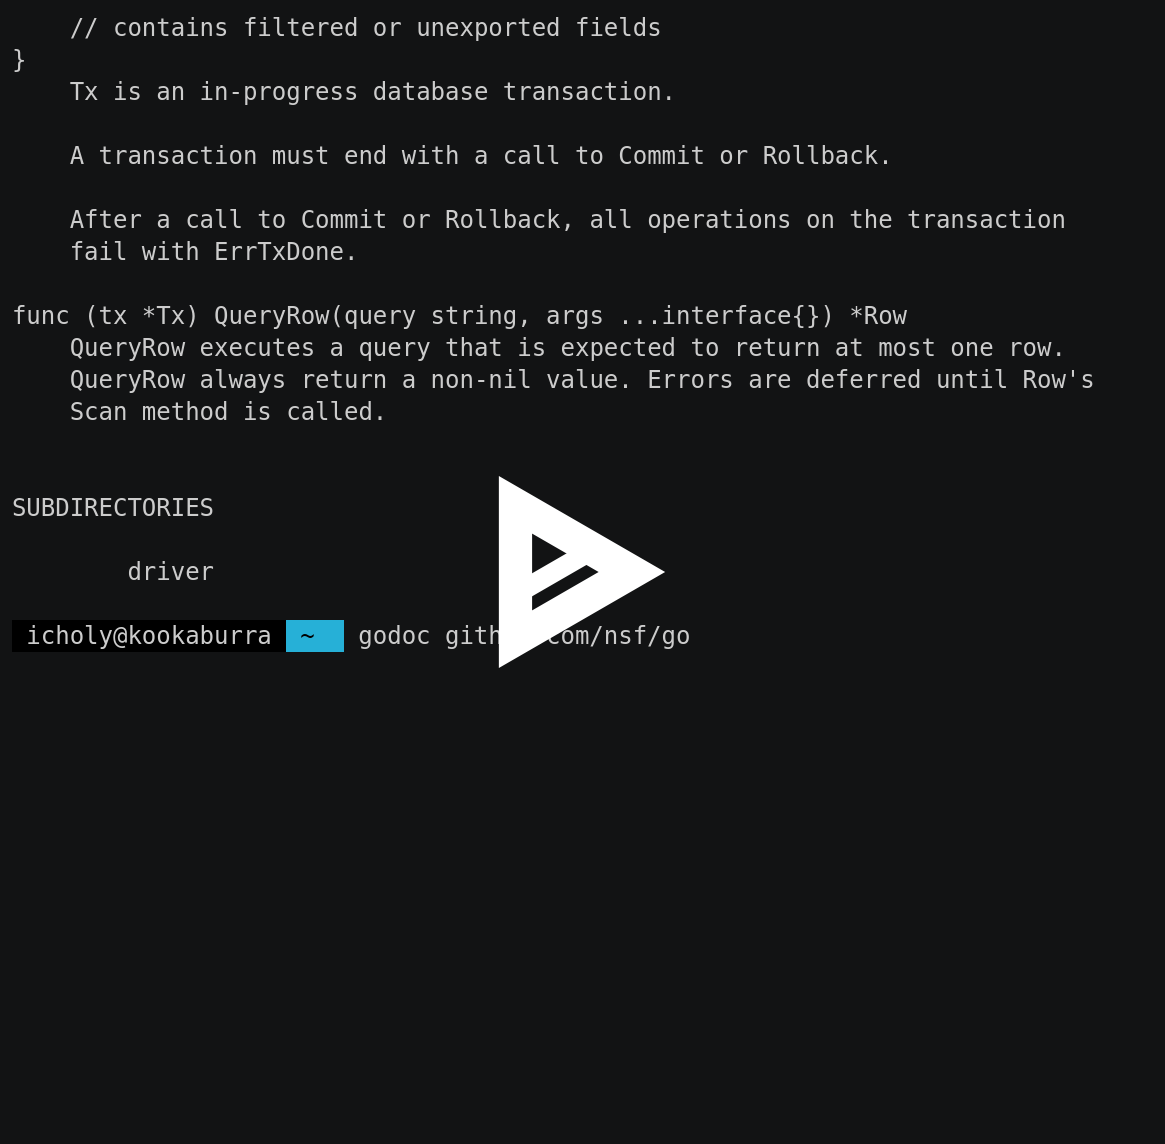 // contains filtered or unexported fields
}
Tx is an in-progress database transaction.
A transaction must end with a call to Commit or Rollback.
After a call to Commit or Rollback, all operations on the transaction
fail with ErrTxDone.
func (tx *Tx) QueryRow(query string, args ...interface{}) *Row
QueryRow executes a query that is expected to return at most one row.
QueryRow always return a non-nil value. Errors are deferred until Row's
Scan method is called.
SUBDIRECTORIES
driver
icholy@kookaburra ~ godoc com/nsf/go